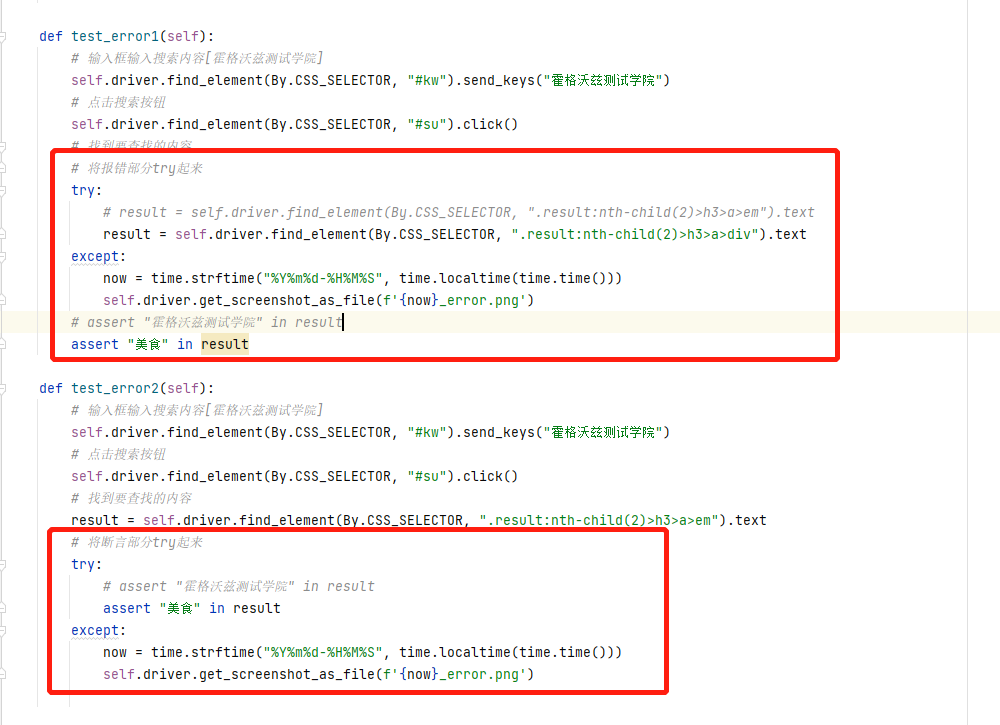 def test_error1(self):
# 输入框输入搜索内容[霍格沃兹测试学院]
self.driver.find_element(By.CSS_SELECTOR, "#kw").send_keys("霍格沃兹测试学院")
# 点击搜索按钮
self.driver.find_element(By.CSS_SELECTOR, "#su").click()
# 找到要查找的内容
# 将报错部分try起来
try:
# result = self.driver.find_element(By.CSS_SELECTOR, ".result:nth-child(2)>h3>a>em").text
result = self.driver.find_element(By.CSS_SELECTOR, ".result:nth-child(2)>h3>a>div").text
except:
now = time.strftime("%Y%m%d-%H%M%S", time.localtime(time.time()))
self.driver.get_screenshot_as_file(f'{now}_error.png')
# assert "霍格沃兹测试学院" in result
assert "美食" in result
def test_error2(self):
# 输入框输入搜索内容[霍格沃兹测试学院]
self.driver.find_element(By.CSS_SELECTOR, "#kw").send_keys("霍格沃兹测试学院")
# 点击搜索按钮
self.driver.find_element(By.CSS_SELECTOR, "#su").click()
# 找到要查找的内容
result = self.driver.find_element(By.CSS_SELECTOR, ".result:nth-child(2)>h3>a>em").text
# 将断言部分try起来
try:
# assert "霍格沃兹测试学院" in result
assert "美食" in result
except:
now = time.strftime("%Y%m%d-%H%M%S", time.localtime(time.time()))
self.driver.get_screenshot_as_file(f'{now}_error.png')